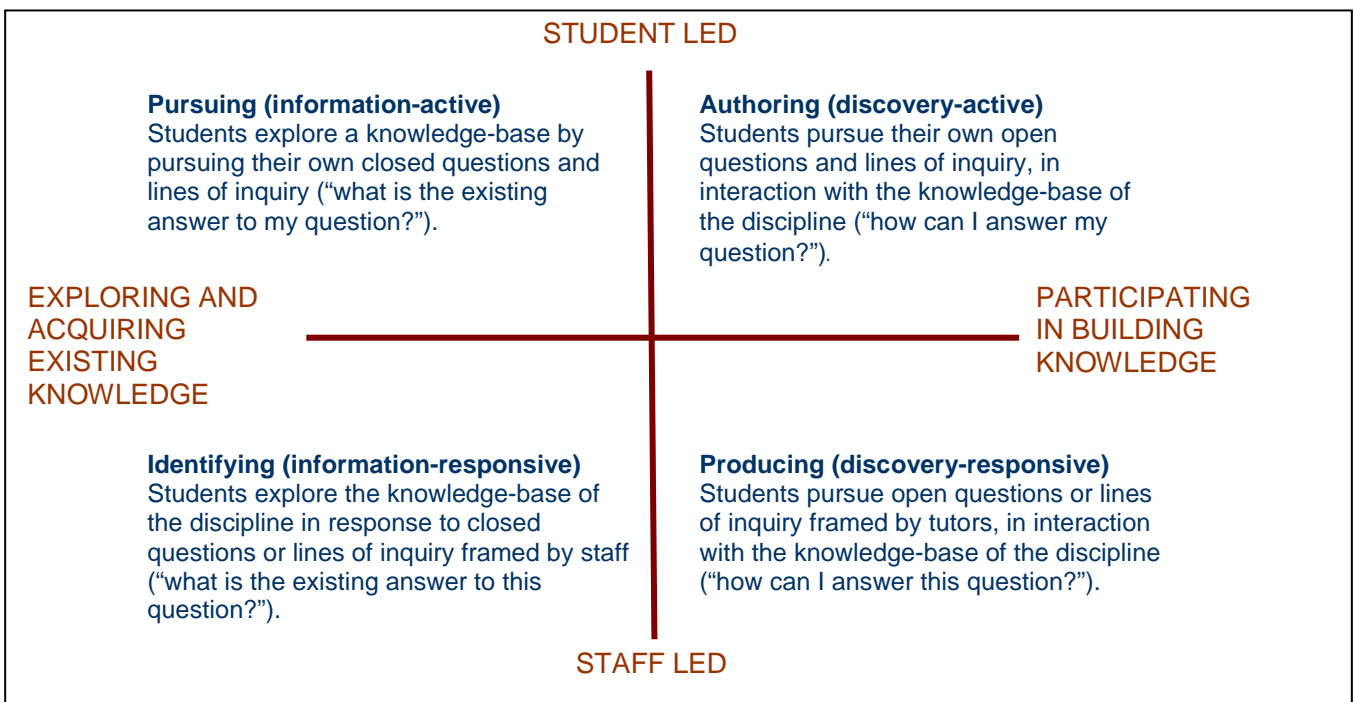 STUDENT LED
Pursuing (information-active)
Students explore a knowledge-base by
pursuing their own closed questions and
lines of inquiry (“what is the existing
answer to my question?”).
Authoring (discovery-active)
Students pursue their own open
questions and lines of inquiry, in
interaction with the knowledge-base of
the discipline (“how can I answer my
question?”).
EXPLORING AND
ACQUIRING
EXISTING
KNOWLEDGE
PARTICIPATING
IN BUILDING
KNOWLEDGE
Identifying (information-responsive)
Students explore the knowledge-base of
the discipline in response to closed
questions or lines of inquiry framed by staff
(“what is the existing answer to this
question?”).
Producing (discovery-responsive)
Students pursue open questions or lines
of inquiry framed by tutors, in interaction
with the knowledge-base of the discipline
(“how can I answer this question?”).
STAFF LED